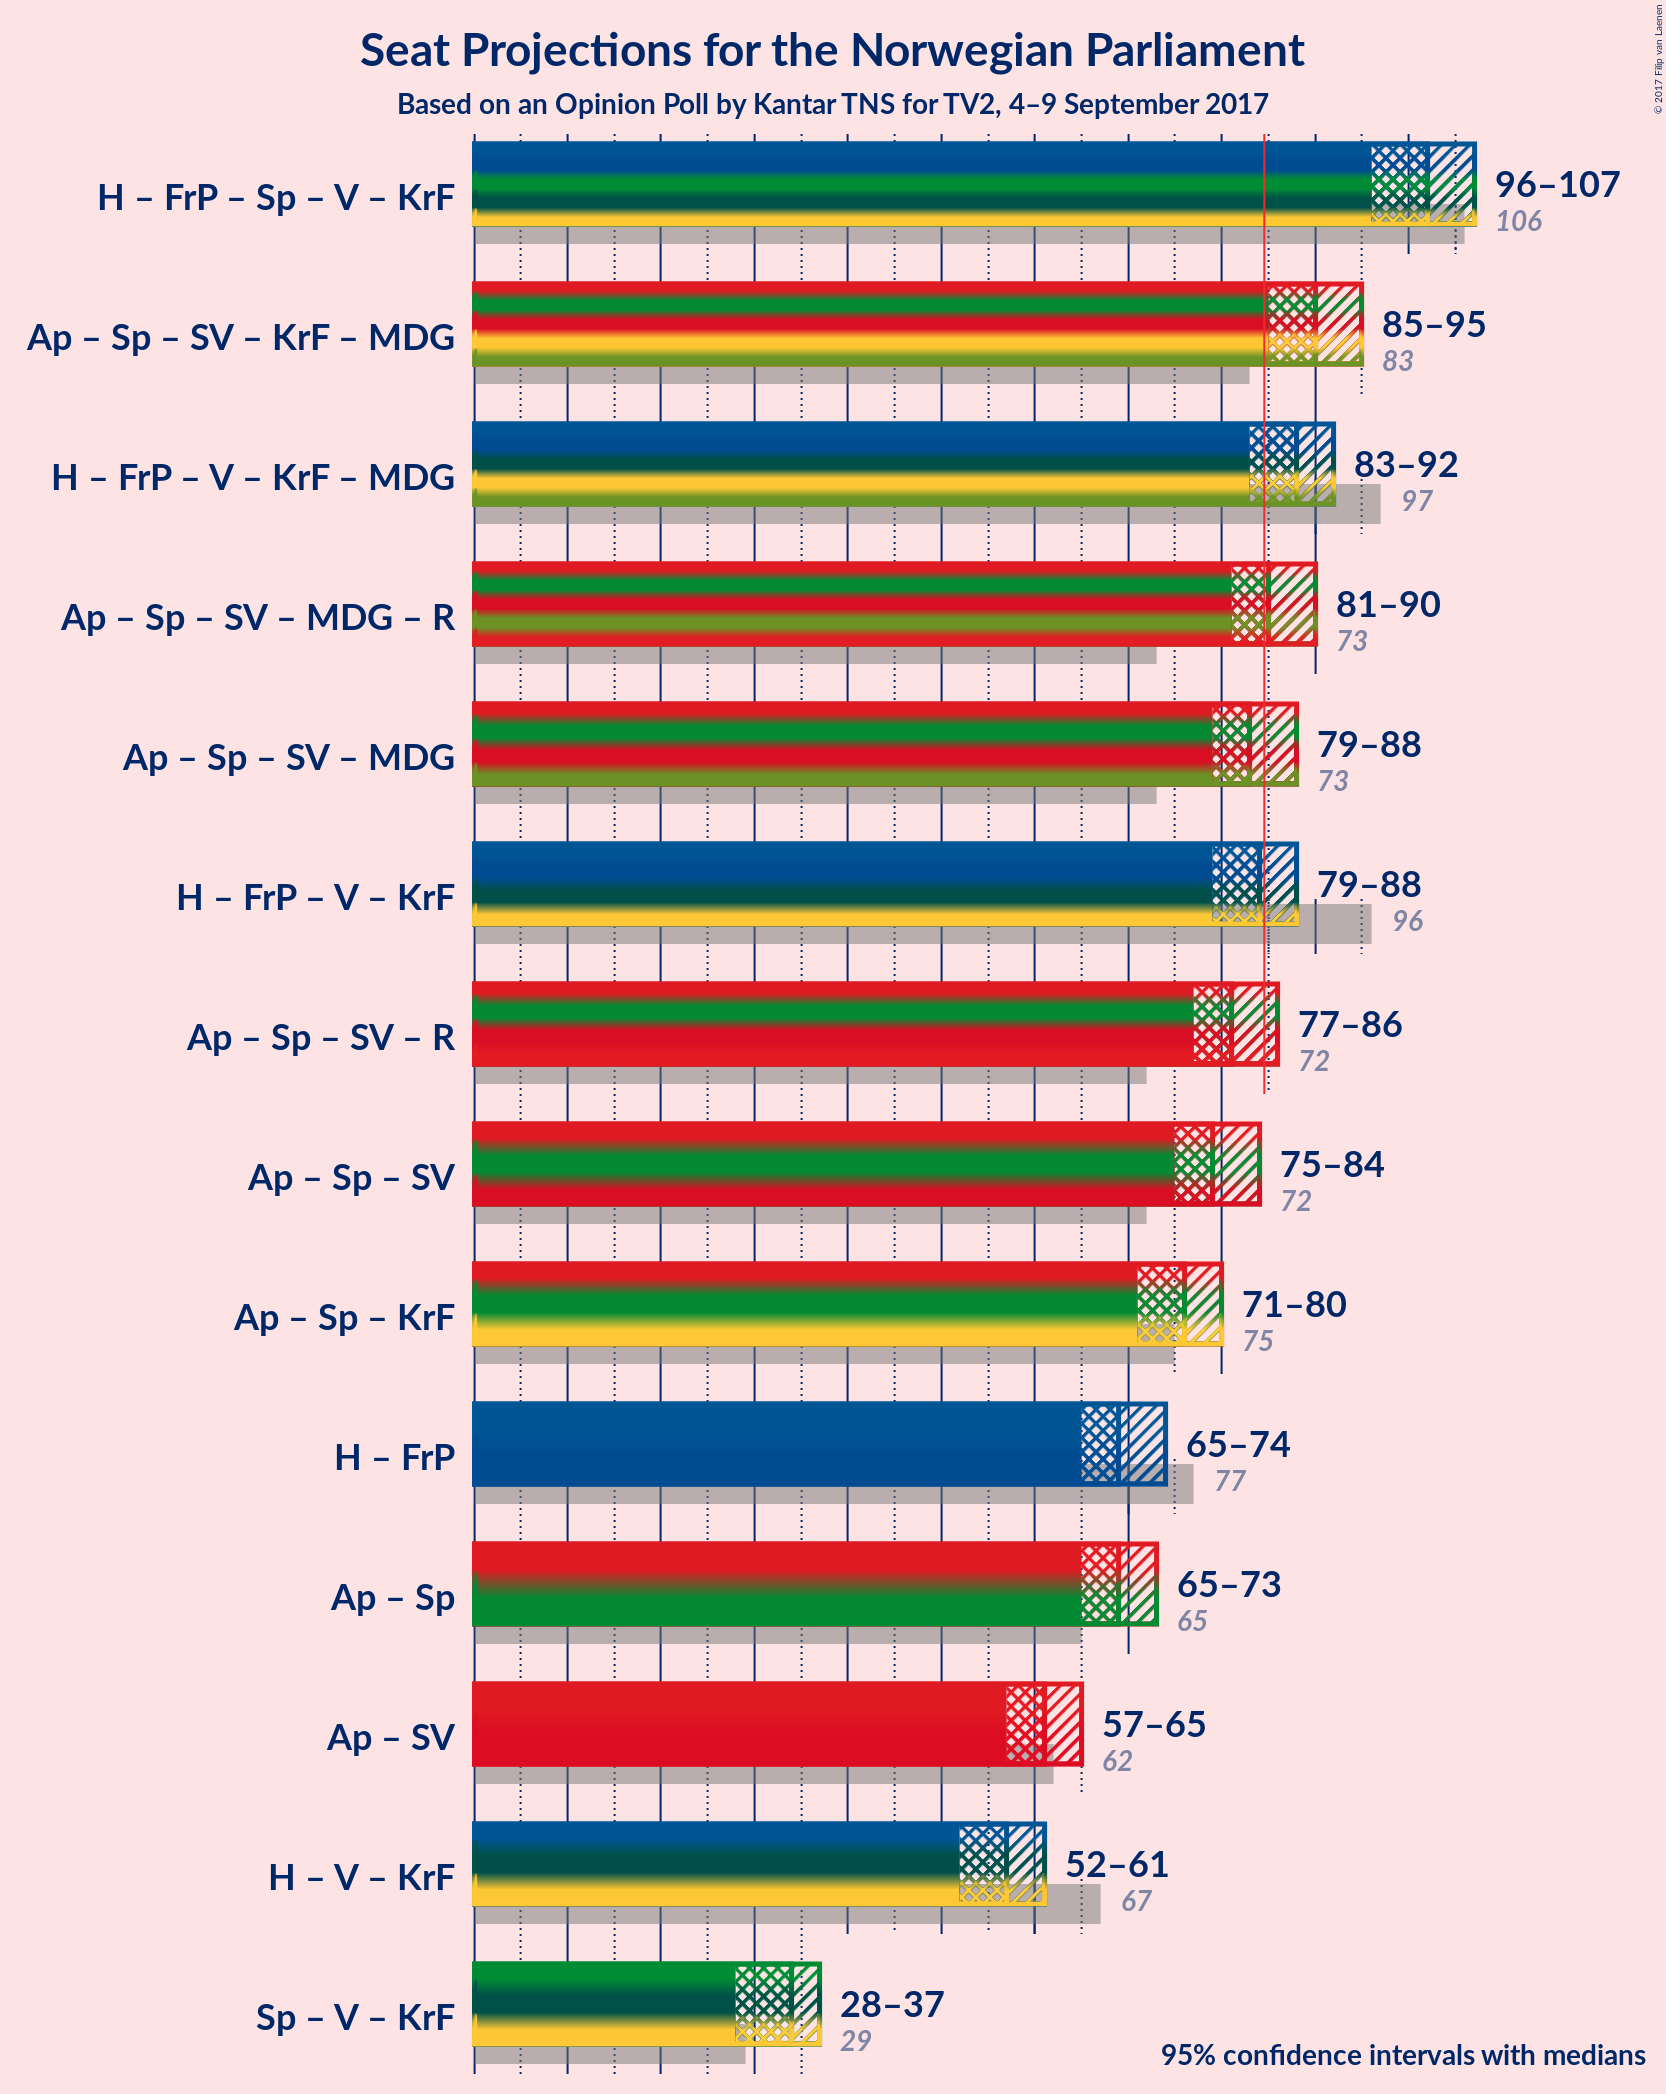 Seat Projections for the Norwegian Parliament
Based on an Opinion Poll by Kantar TNS for TV2, 4–9 September 2017
© 2017 Filip van Laenen
H – FrP – Sp – V – KrF
96–107
106
Ap – Sp – SV – KrF – MDG
85–95
83
H – FrP – V – KrF – MDG
83–92
97
Ap – Sp – SV – MDG – R
81–90
73
Ap – Sp – SV – MDG
79–88
73
H – FrP – V – KrF
79–88
96
Ap – Sp – SV – R
77–86
72
Ap – Sp – SV
75–84
72
Ap – Sp – KrF
71–80
75
H – FrP
65–74
77
Ap – Sp
65–73
65
Ap – SV
57–65
62
H – V – KrF
52–61
67
Sp – V – KrF
28–37
29
95% confidence intervals with medians